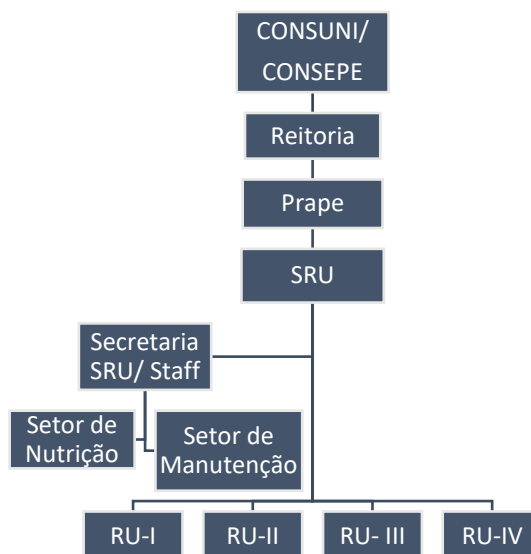 CONSUNI/
CONSEPE
Reitoria
Prape
SRU
Secretaria
SRU/ Staff
Setor de
Nutrição
Setor de
Manutenção
RU-I
RU-II
RU- III
RU-IV